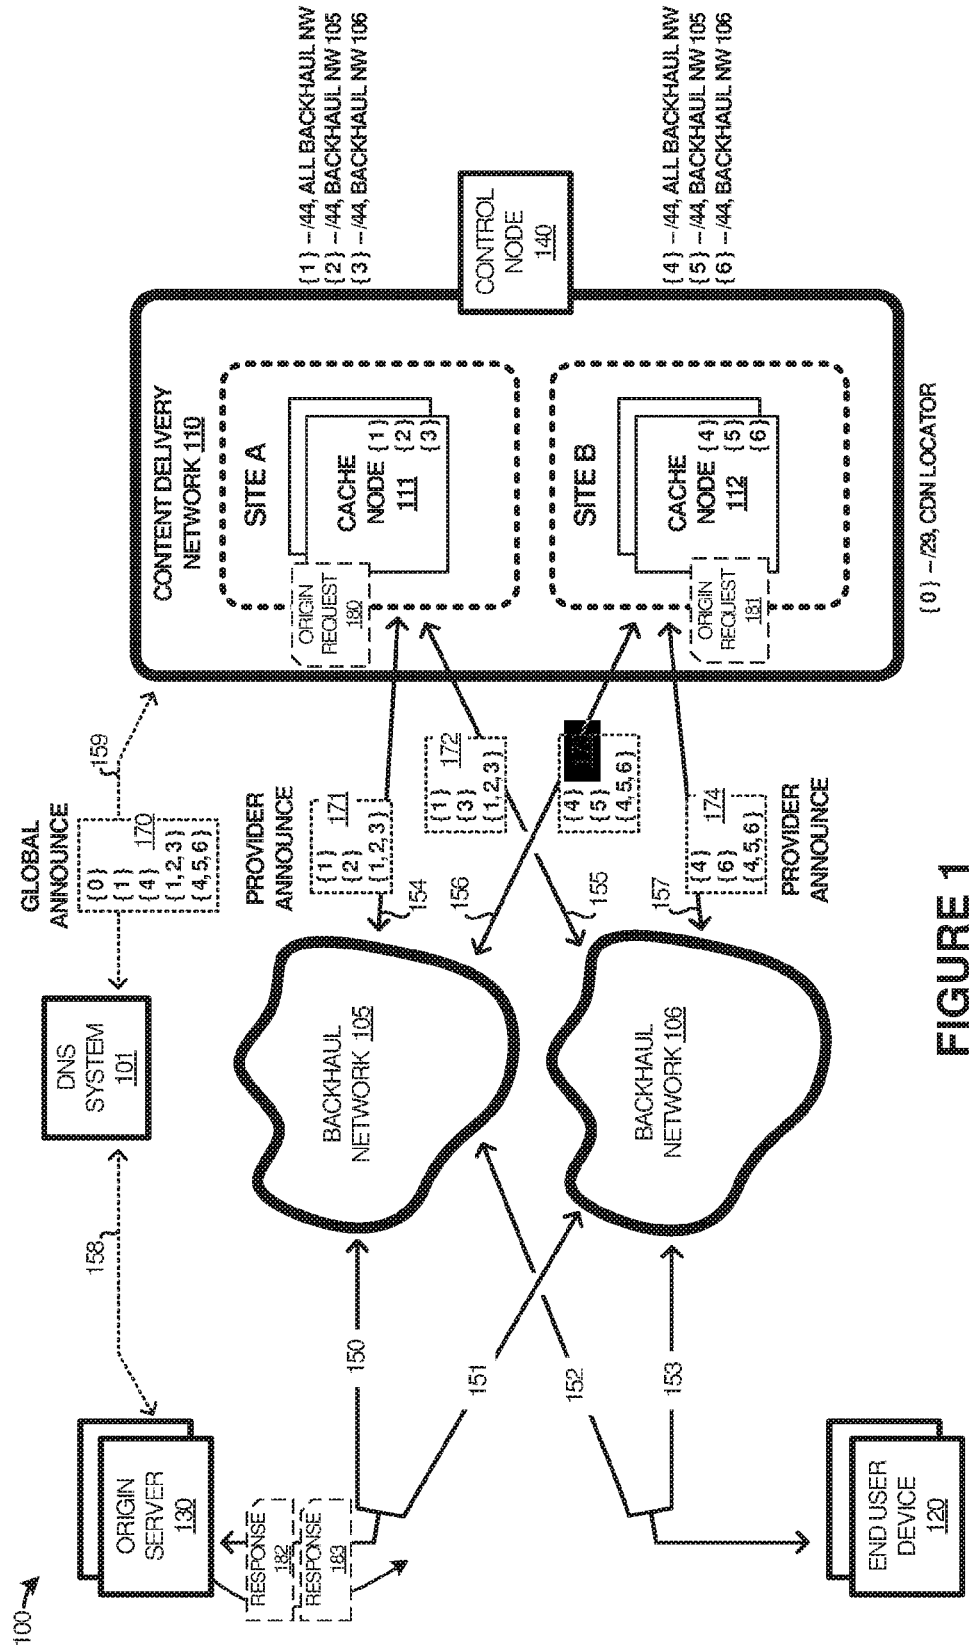 100
ORIGIN
SERVER
130
RESPONSE
182
RESPONSE
183
END USER
DEVICE
120
158
150
151
152
153
DNS
SYSTEM
101
BACKHAUL
NETWORK 105
BACKHAUL
NETWORK 106
GLOBAL
ANNOUNCE
{0}
{1} 170
{4}
{1,2,3}
{4,5,6}
159
PROVIDER
ANNOUNCE
{1} 171
{2}
{1,2,3}
154
{1} 172
{3}
{1,2,3}
156
{4}
{5}
{4,5,6}
155
157
{4} 174
{6}
{4,5,6}
PROVIDER
ANNOUNCE
CONTENT DELIVERY
NETWORK 110
SITE A
CACHE
NODE
111
{1}
{2}
{3}
ORIGIN
REQUEST
180
SITE B
CACHE
NODE
112
{4}
{5}
{6}
ORIGIN
REQUEST
181
CONTROL
NODE
140
{1} – /44, ALL BACKHAUL NW
{2} – /44, BACKHAUL NW 105
{3} – /44, BACKHAUL NW 106
{4} – /44, ALL BACKHAUL NW
{5} – /44, BACKHAUL NW 105
{6} – /44, BACKHAUL NW 106
{0} – /29, CDN LOCATOR
FIGURE 1